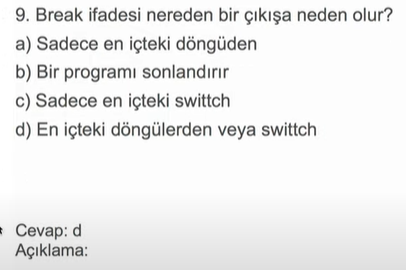 9. Break ifadesi nereden bir çıkışa neden olur?
a) Sadece en içteki döngüden
b) Bir programı sonlandırır
c) Sadece en içteki swittch
d) En içteki döngülerden veya swittch
Cevap: d
Açıklama: